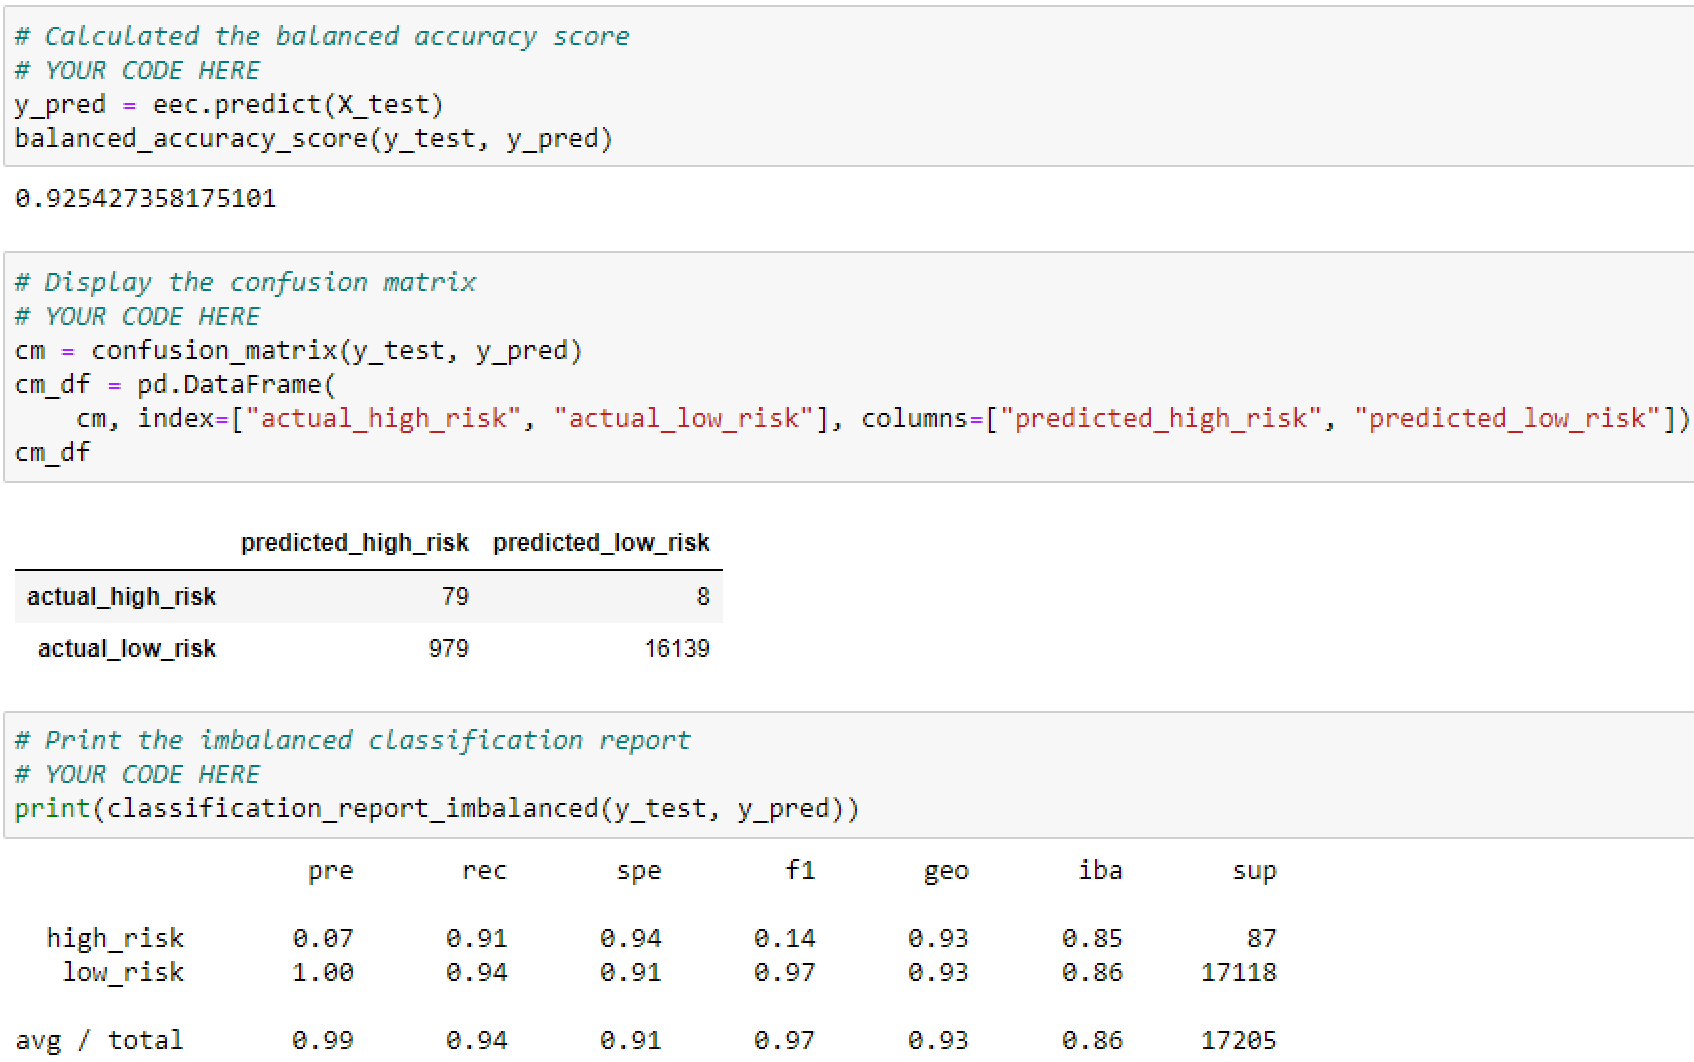 # Calculated the balanced accuracy score
# YOUR CODE HERE
y_pred = eec.predict(X_test)
balanced_accuracy_score(y_test, y_pred)
0.925427358175101
# Display the confusion matrix
# YOUR CODE HERE
cm = confusion_matrix(y_test, y_pred)
cm_df = pd.DataFrame(
    cm, index=["actual_high_risk", "actual_low_risk"], columns=["predicted_high_risk", "predicted_low_risk"])
cm_df
predicted_high_risk predicted_low_risk
actual_high_risk 79 8
actual_low_risk 979 16139
# Print the imbalanced classification report
# YOUR CODE HERE
print(classification_report_imbalanced(y_test, y_pred))
pre rec spe f1 geo iba sup
high_risk 0.07 0.91 0.94 0.14 0.93 0.85 87
low_risk 1.00 0.94 0.91 0.97 0.93 0.86 17118
avg / total 0.99 0.94 0.91 0.97 0.93 0.86 17205